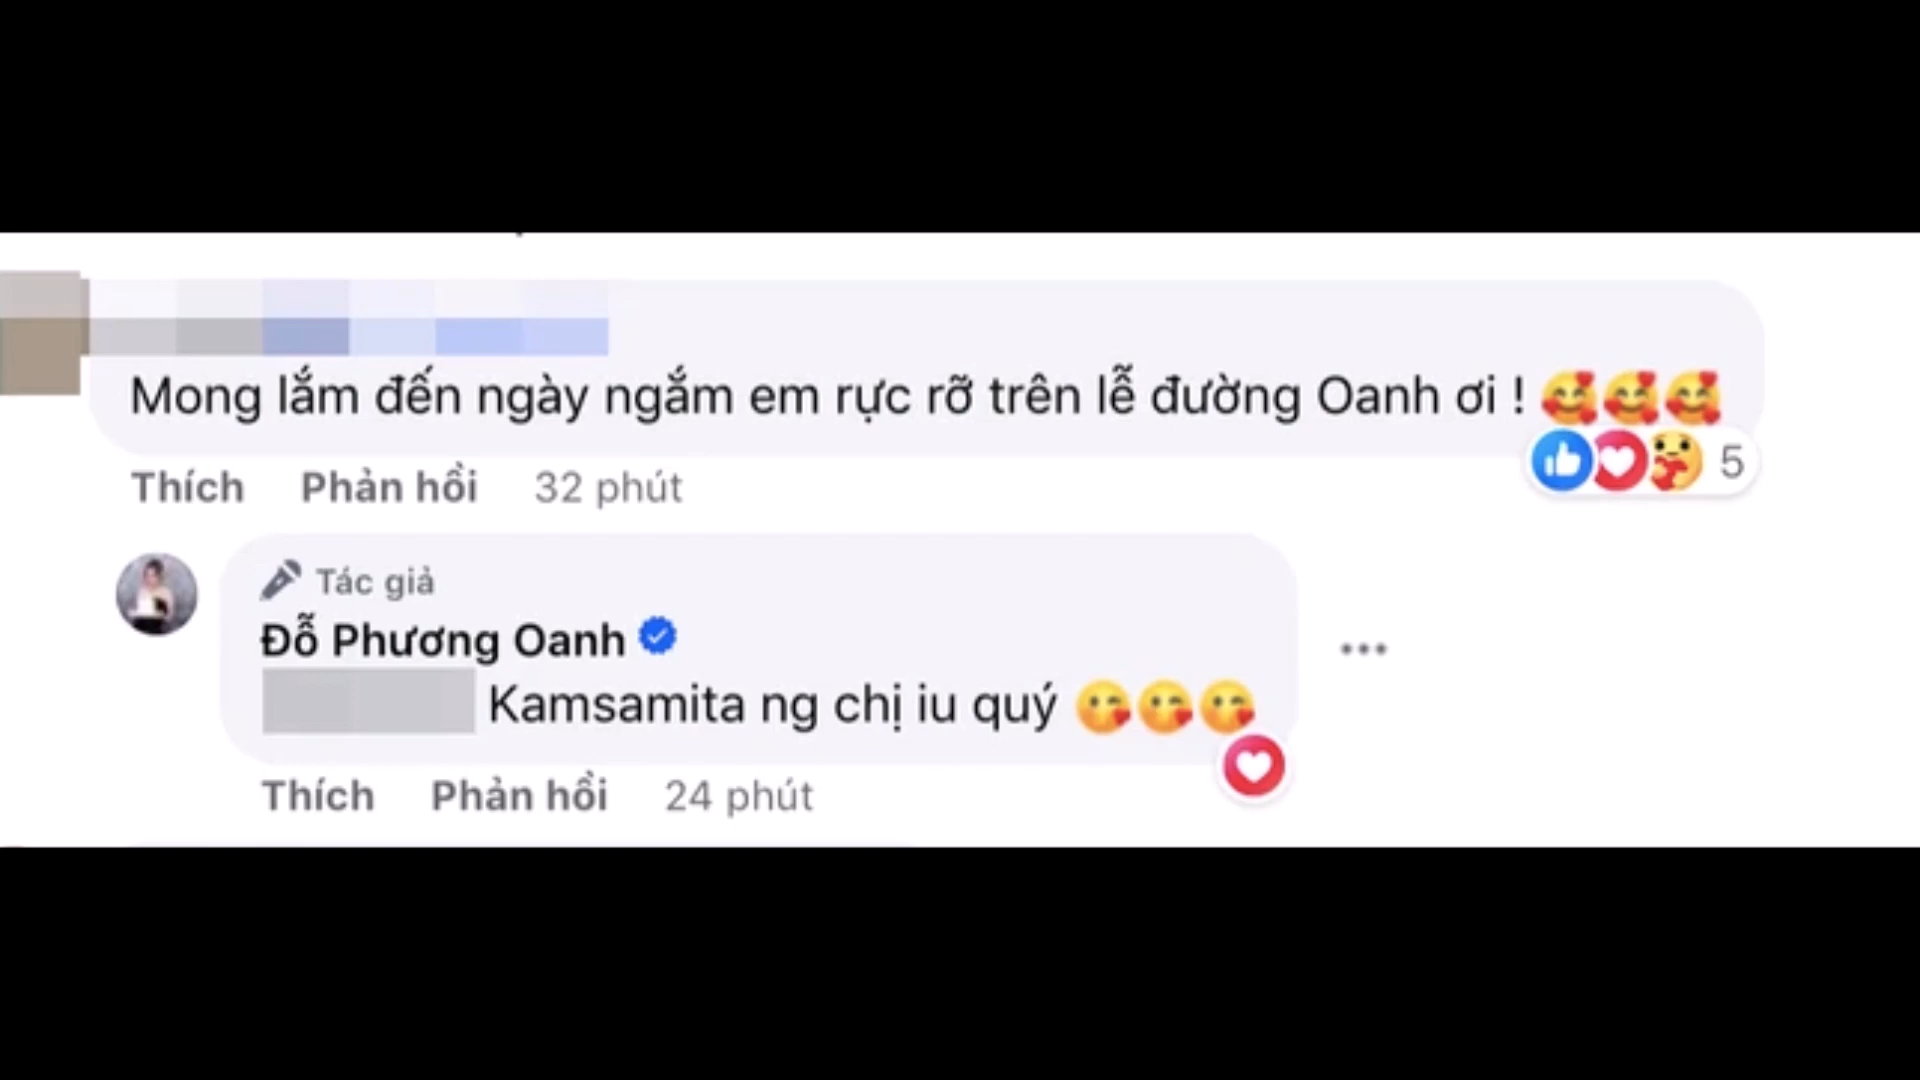 Mong lắm đến ngày ngắm em rực rỡ trên lễ đường Oanh ơi ! 🥰🥰🥰
5
Thích Phản hồi 32 phút
Tác giả
Đỗ Phương Oanh
Kamsamita ng chị iu quý 😘😘😘
Thích Phản hồi 24 phút